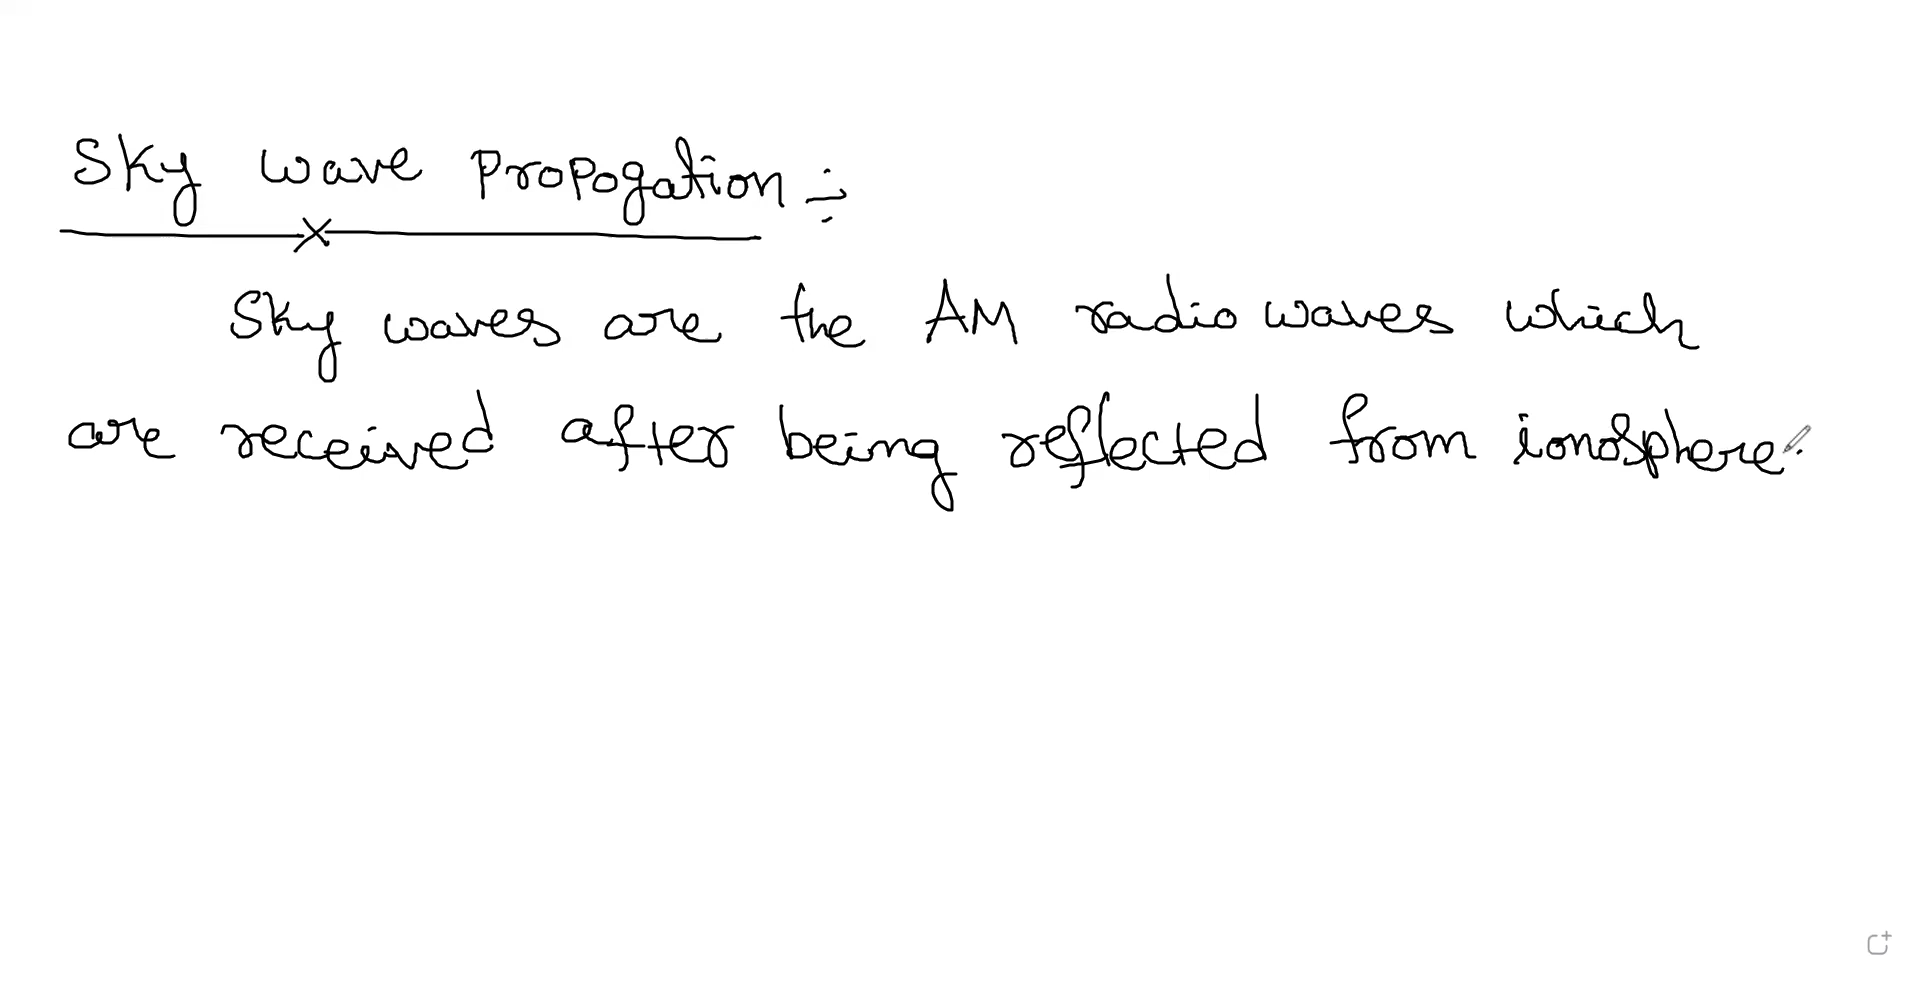 Sky wave Propogation ÷
Sky waves are the AM radio waves which
are received after being reflected from ionosphere.